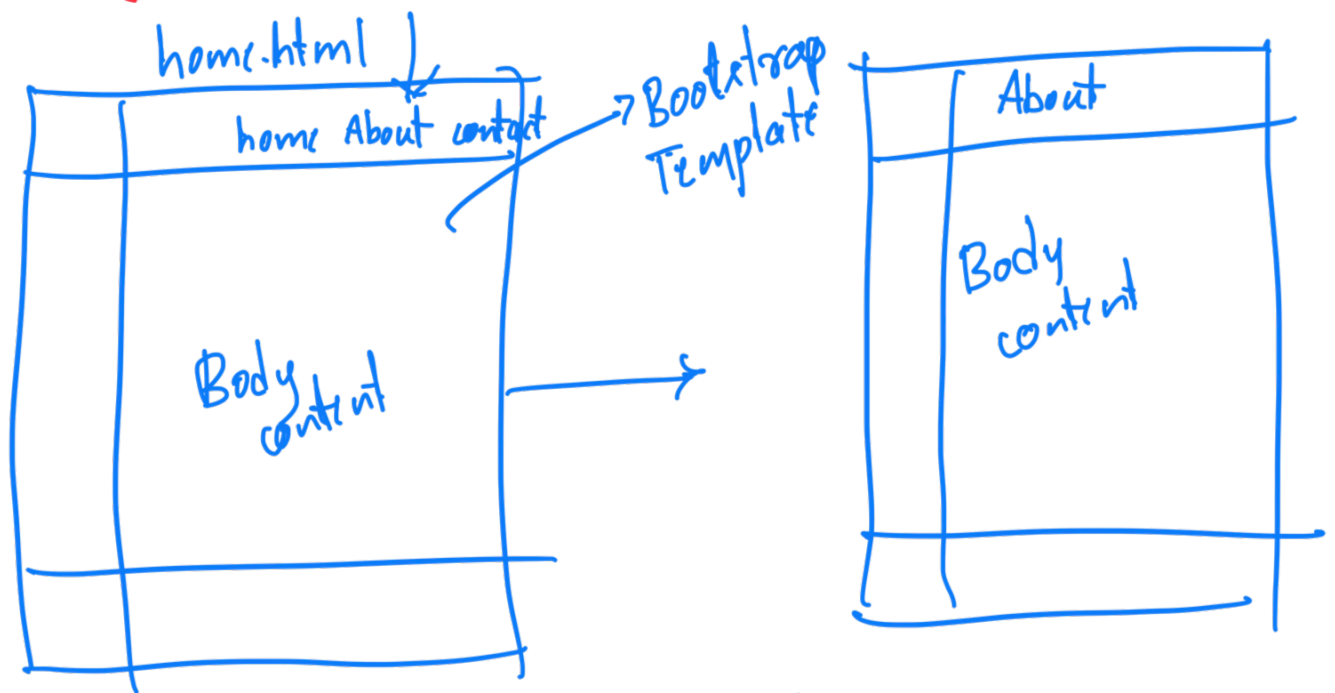 home.html
home About contact
Body
content
Bootstrap
Template
About
Body
content